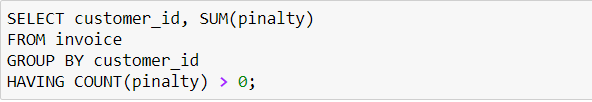 SELECT customer_id, SUM(pinalty)
FROM invoice
GROUP BY customer_id
HAVING COUNT(pinalty) > 0;